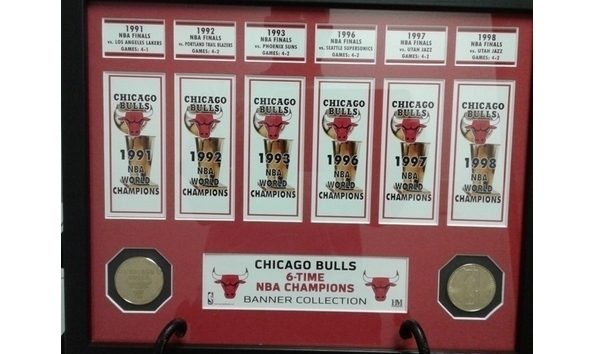 1991
NBA FINALS
vs. LOS ANGELES LAKERS
GAMES: 4-1
1992
NBA FINALS
vs. PORTLAND TRAIL BLAZERS
GAMES: 4-2
1993
NBA FINALS
vs. PHOENIX SUNS
GAMES: 4-2
1996
NBA FINALS
vs. SEATTLE SUPERSONICS
GAMES: 4-2
1997
NBA FINALS
vs. UTAH JAZZ
GAMES: 4-2
1998
NBA FINALS
vs. UTAH JAZZ
GAMES: 4-2
CHICAGO
BULLS
1991
NBA
WORLD
CHAMPIONS
CHICAGO
BULLS
1992
NBA
WORLD
CHAMPIONS
CHICAGO
BULLS
1993
NBA
WORLD
CHAMPIONS
CHICAGO
BULLS
1996
NBA
WORLD
CHAMPIONS
CHICAGO
BULLS
1997
NBA
WORLD
CHAMPIONS
CHICAGO
BULLS
1998
NBA
WORLD
CHAMPIONS
CHICAGO BULLS
6-TIME
NBA CHAMPIONS
BANNER COLLECTION
HM